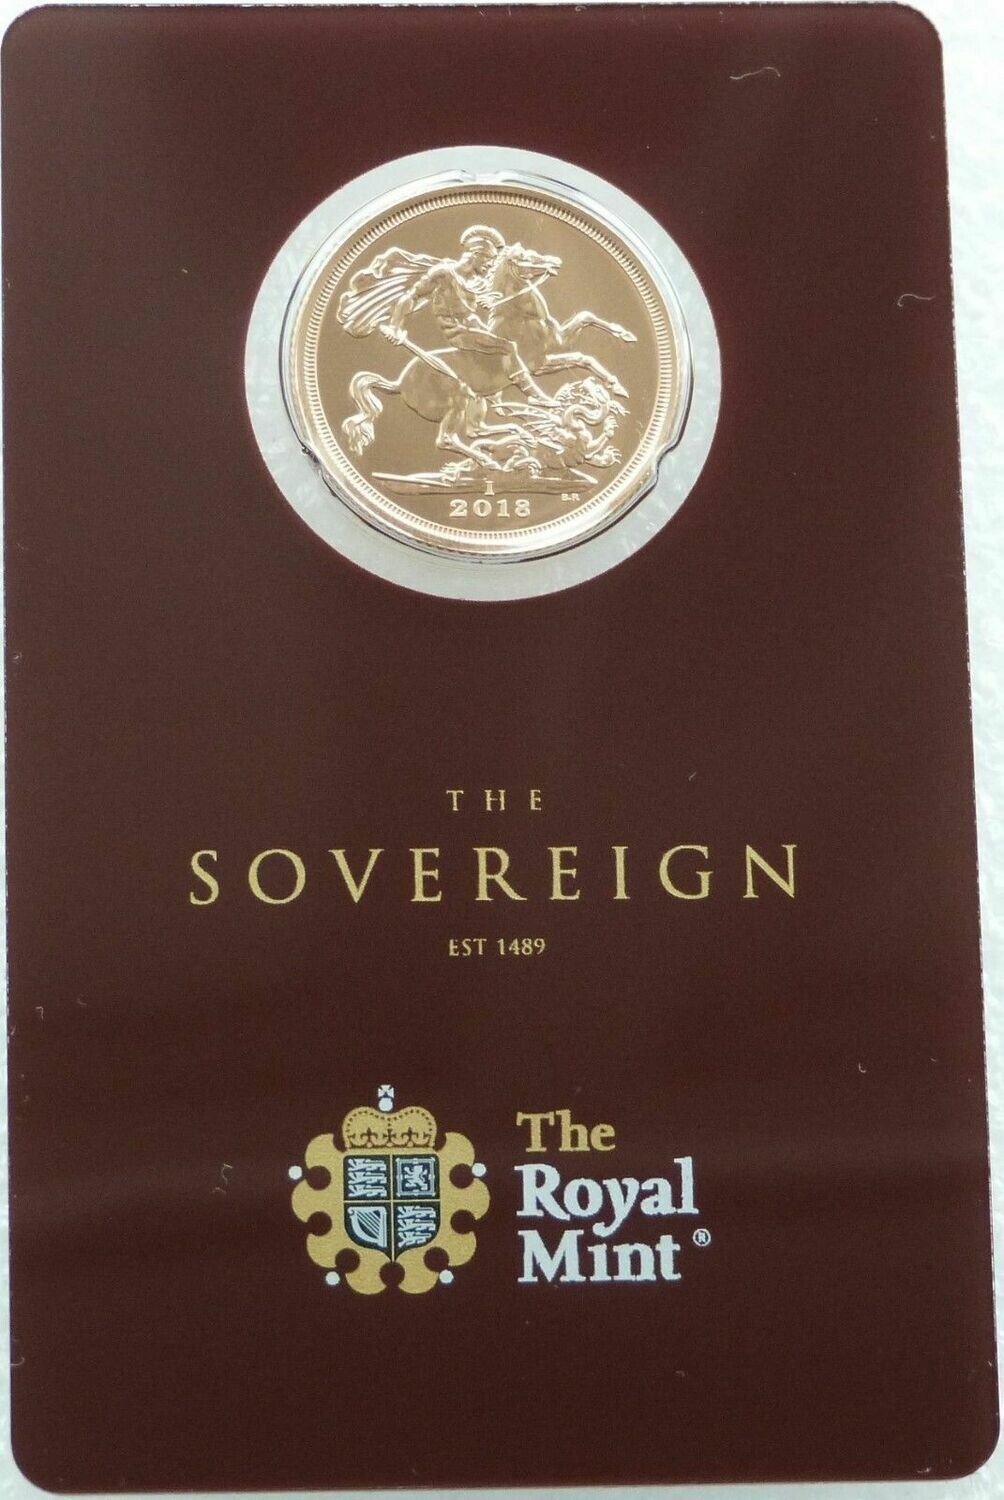 I
2018
B.P.
THE
SOVEREIGN
EST 1489
The
Royal
Mint®